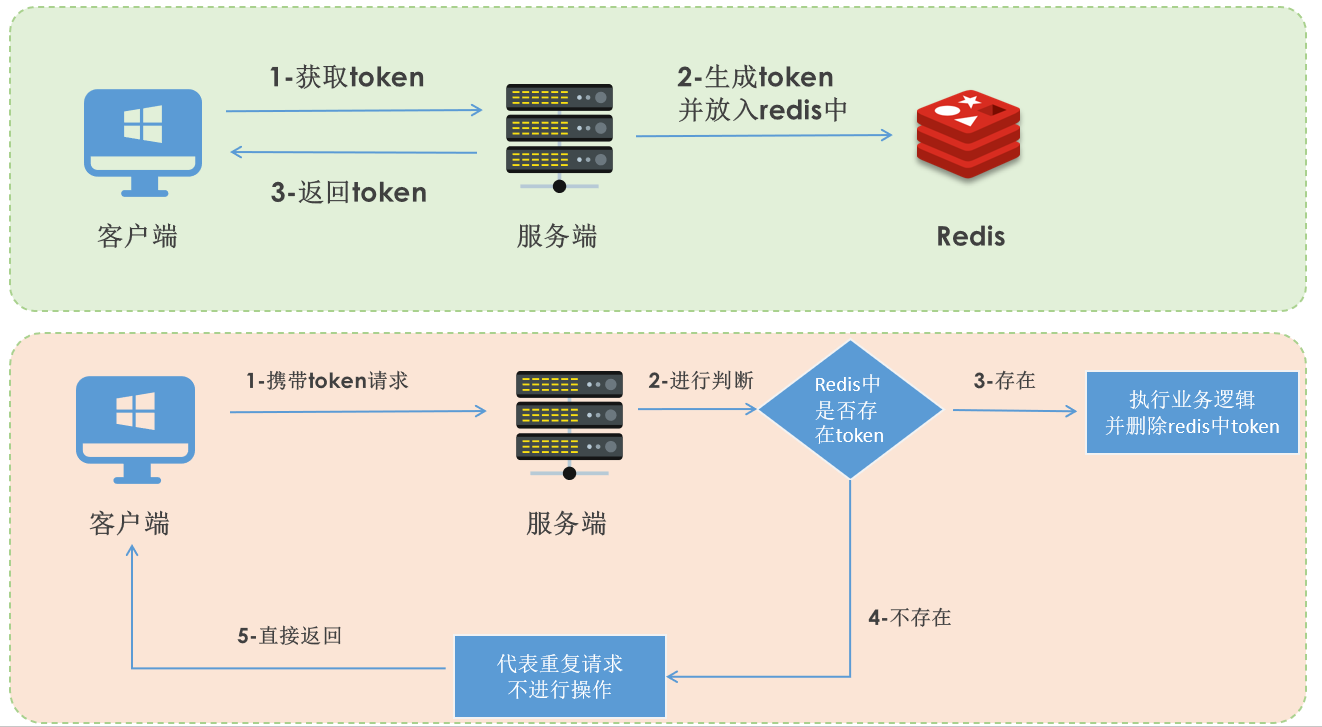 1-获取token
2-生成token
并放入redis中
3-返回token
客户端
服务端
Redis
1-携带token请求
2-进行判断
Redis中
是否存
在token
3-存在
执行业务逻辑
并删除redis中token
客户端
服务端
4-不存在
5-直接返回
代表重复请求
不进行操作